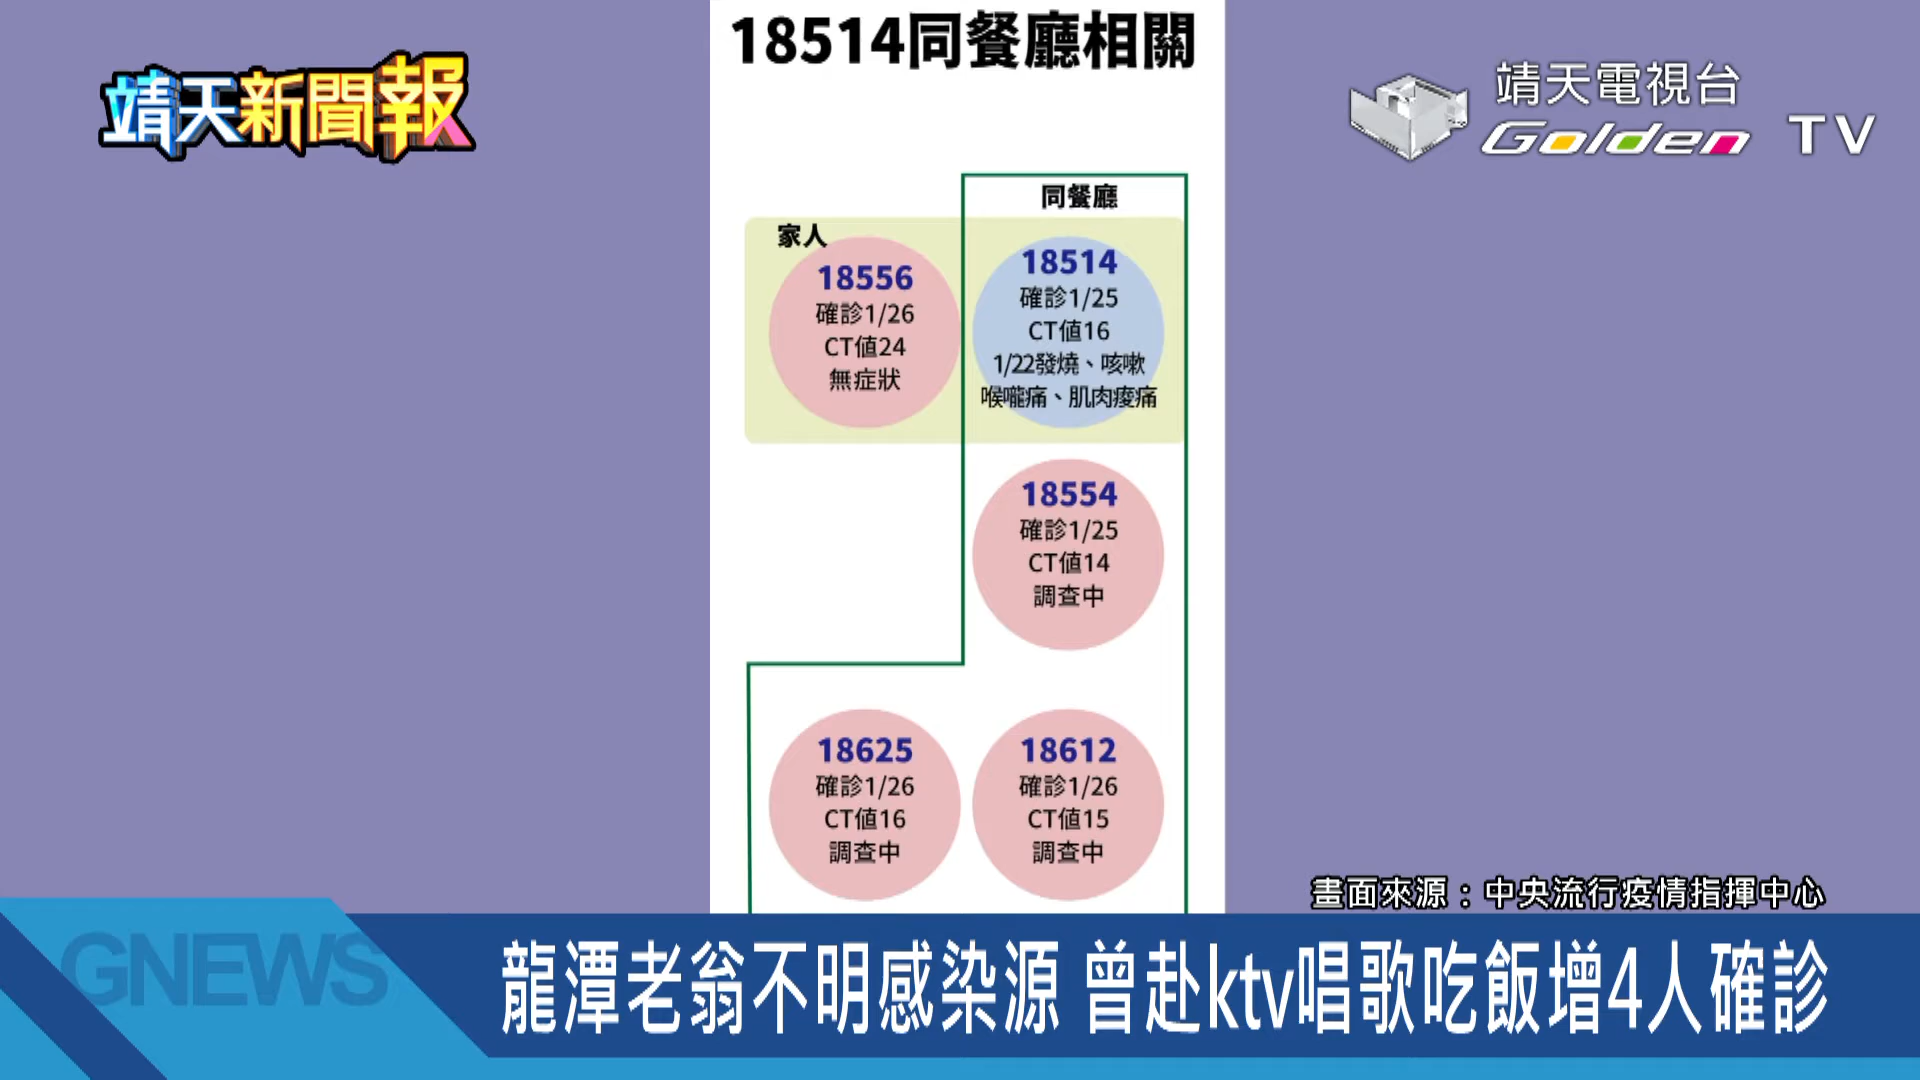 18514同餐廳相關
靖天新聞報
靖天電視台
Golden TV
同餐廳
家人
18556
確診1/26
CT値24
無症狀
18514
確診1/25
CT値16
1/22發燒、咳嗽
喉嚨痛、肌肉痠痛
18554
確診1/25
CT値14
調查中
18625
確診1/26
CT値16
調查中
18612
確診1/26
CT値15
調查中
畫面來源：中央流行疫情指揮中心
GNEWS
龍潭老翁不明感染源 曾赴ktv唱歌吃飯增4人確診